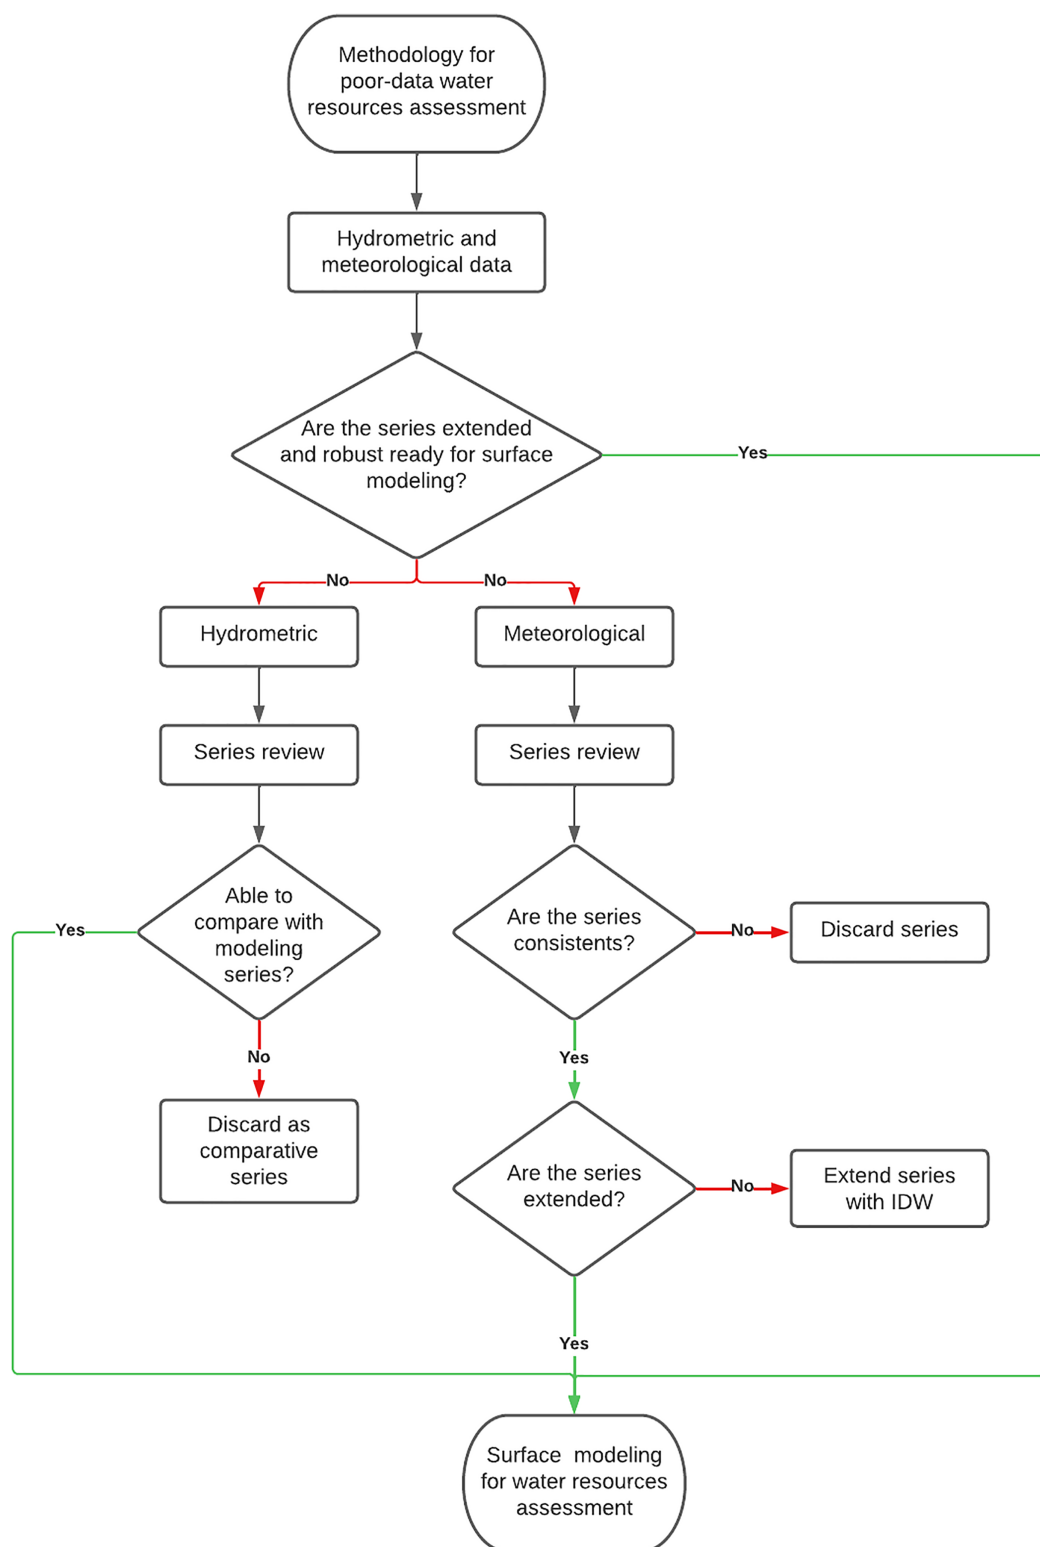 Methodology for
poor-data water
resources assessment
Hydrometric and
meteorological data
Are the series extended
and robust ready for surface
modeling?
Yes
No
No
Hydrometric
Meteorological
Series review
Series review
Able to
compare with
modeling
series?
Yes
Are the series
consistents?
No
Discard series
No
Yes
Discard as
comparative
series
Are the series
extended?
No
Extend series
with IDW
Yes
Surface modeling
for water resources
assessment